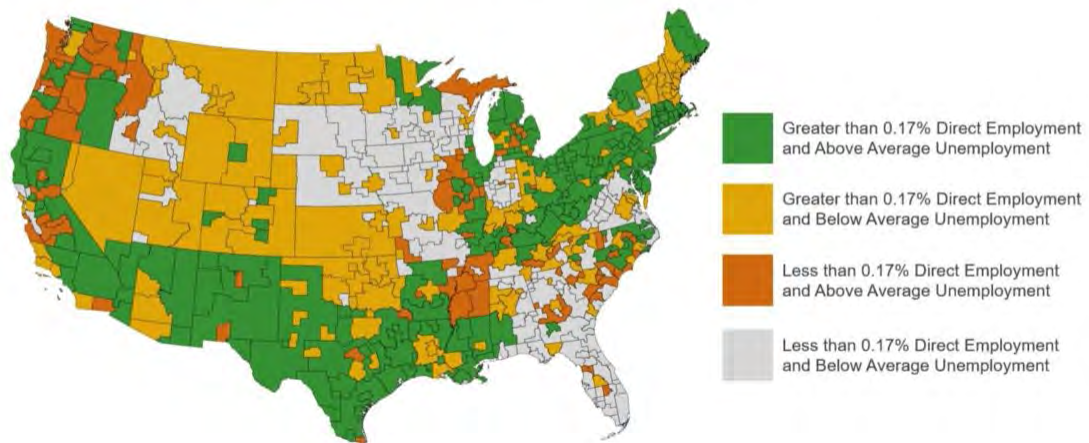 Greater than 0.17% Direct Employment
and Above Average Unemployment
Greater than 0.17% Direct Employment
and Below Average Unemployment
Less than 0.17% Direct Employment
and Above Average Unemployment
Less than 0.17% Direct Employment
and Below Average Unemployment